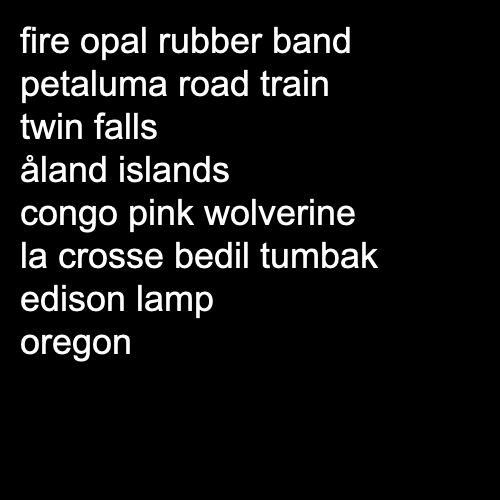 fire opal rubber band
petaluma road train
twin falls
åland islands
congo pink wolverine
la crosse bedil tumbak
edison lamp
oregon